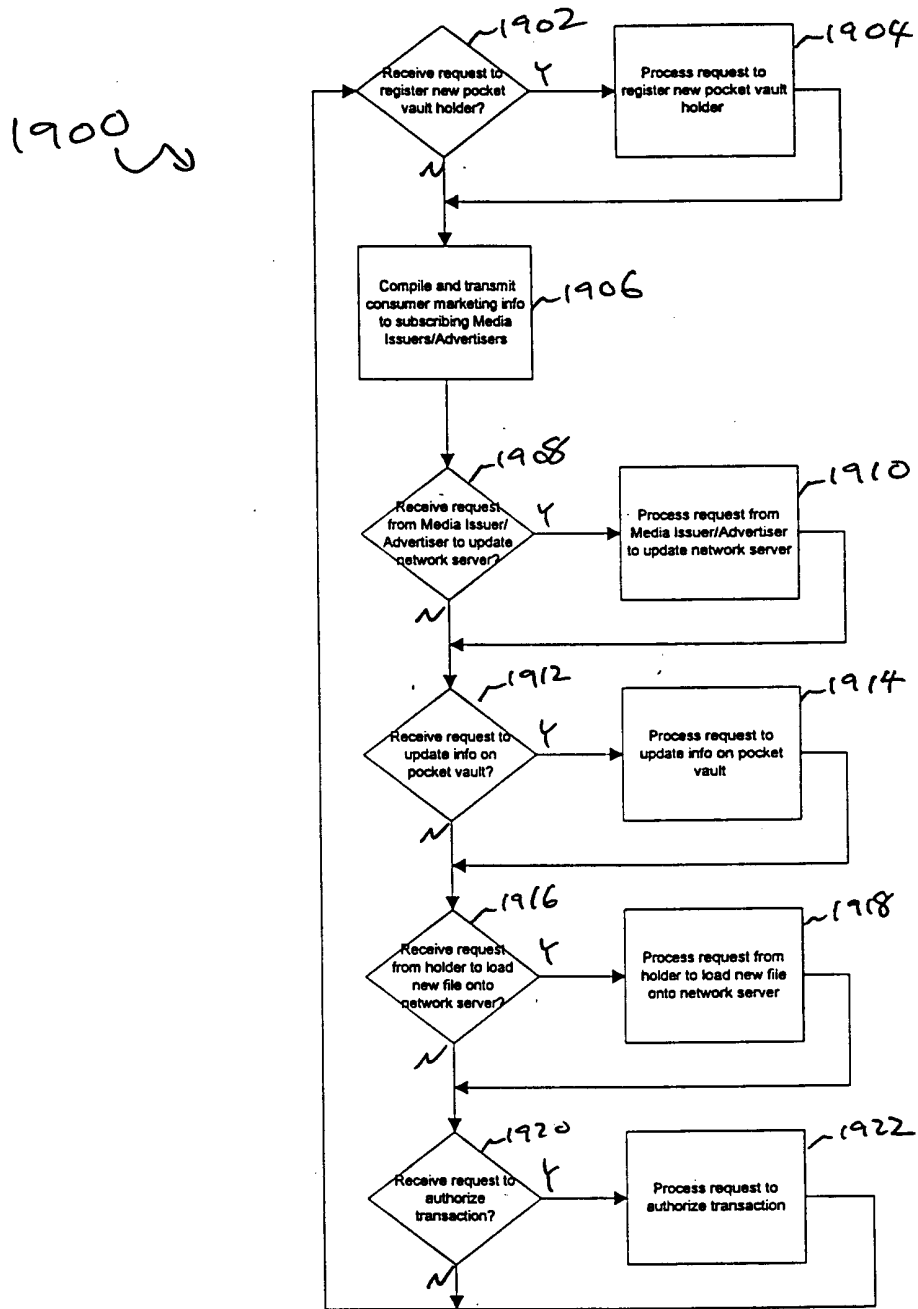 1900
1902
Receive request to
register new pocket
vault holder?
Y
N
1904
Process request to
register new pocket vault
holder
Compile and transmit
consumer marketing info
to subscribing Media
Issuers/Advertisers
1906
1908
Receive request
from Media Issuer/
Advertiser to update
network server?
Y
N
1910
Process request from
Media Issuer/Advertiser
to update network server
1912
Receive request to
update info on
pocket vault?
Y
N
1914
Process request to
update info on pocket
vault
1916
Receive request
from holder to load
new file onto
network server?
Y
N
1918
Process request from
holder to load new file
onto network server
1920
Receive request to
authorize
transaction?
Y
N
1922
Process request to
authorize transaction